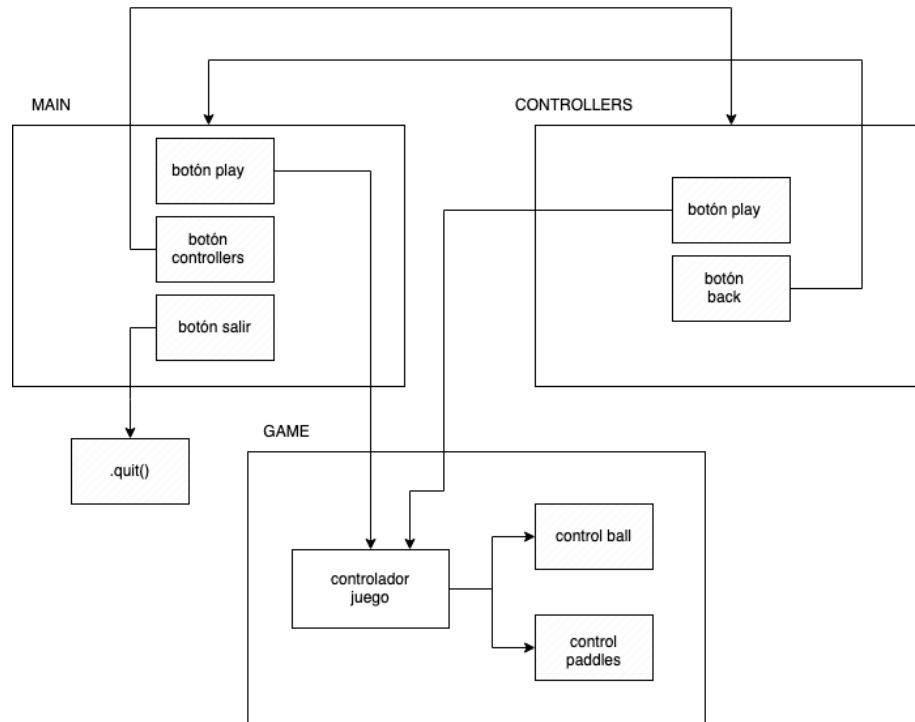 MAIN
CONTROLLERS
botón play
botón
controllers
botón salir
botón play
botón
back
.quit()
GAME
controlador
juego
control ball
control
paddles